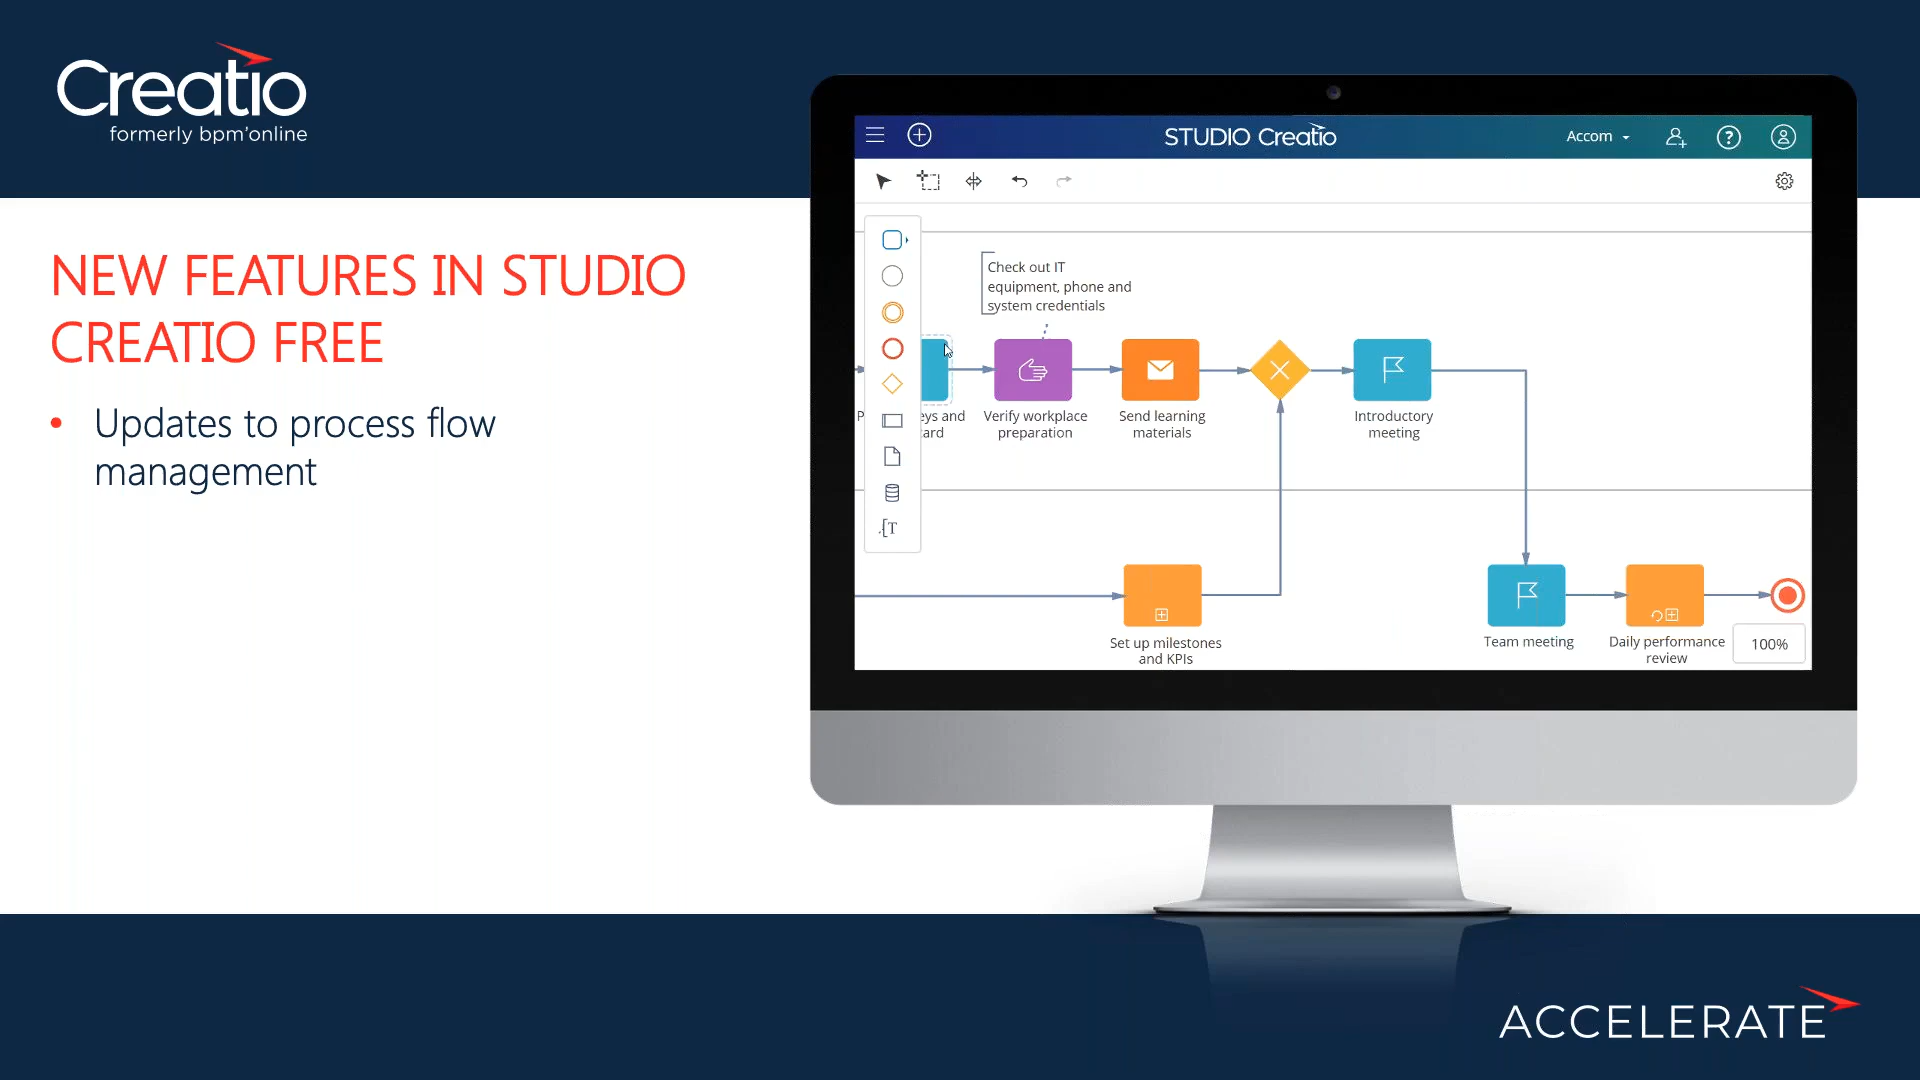 Creatio
formerly bpm'online
NEW FEATURES IN STUDIO
CREATIO FREE
• Updates to process flow
management
STUDIO Creatio
Accom
Check out IT
equipment, phone and
system credentials
and
Verify workplace
preparation
Send learning
materials
Introductory
meeting
Set up milestones
and KPIs
Team meeting
Daily performance
review
100%
ACCELERATE